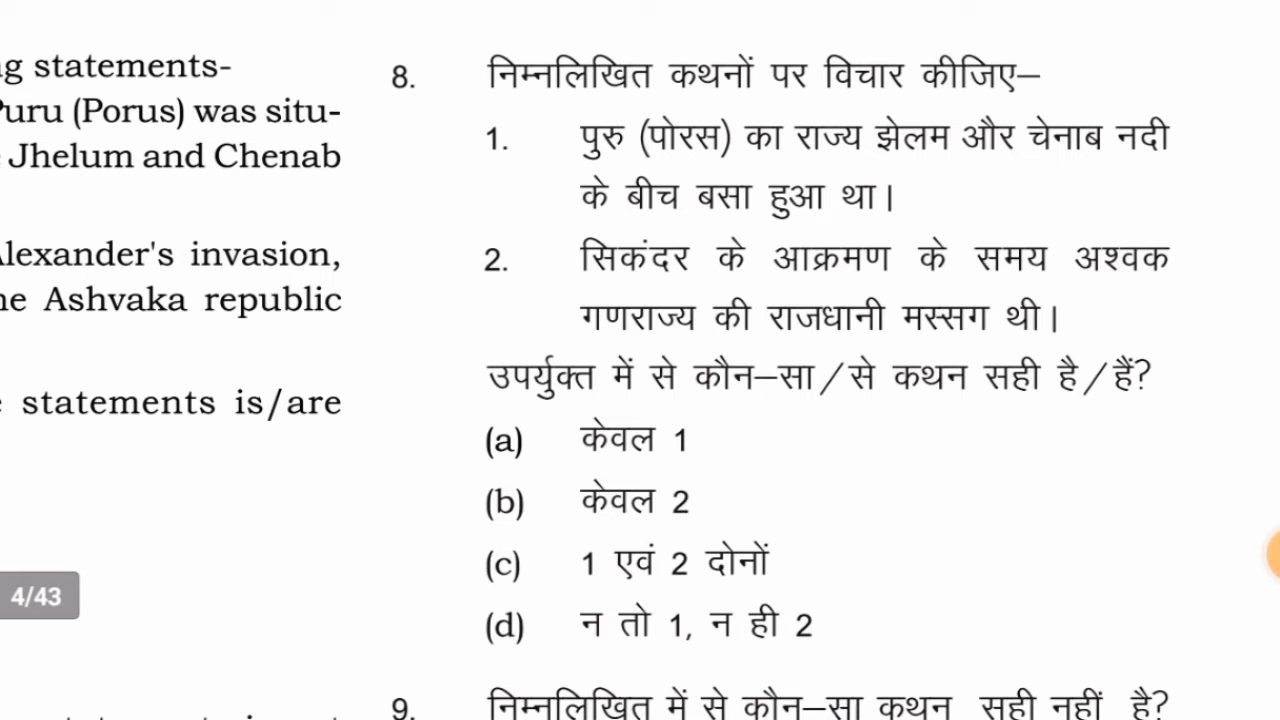 ng statements-
Puru (Porus) was situ-
Jhelum and Chenab
Alexander's invasion,
Ashvaka republic
statements is/are
4/43
8. निम्नलिखित कथनों पर विचार कीजिए–
1. पुरु (पोरस) का राज्य झेलम और चेनाब नदी
के बीच बसा हुआ था।
2. सिकंदर के आक्रमण के समय अश्वक
गणराज्य की राजधानी मस्सग थी।
उपर्युक्त में से कौन–सा/से कथन सही है/हैं?
(a) केवल 1
(b) केवल 2
(c) 1 एवं 2 दोनों
(d) न तो 1, न ही 2
9. निम्नलिखित में से कौन–सा कथन सही नहीं है?